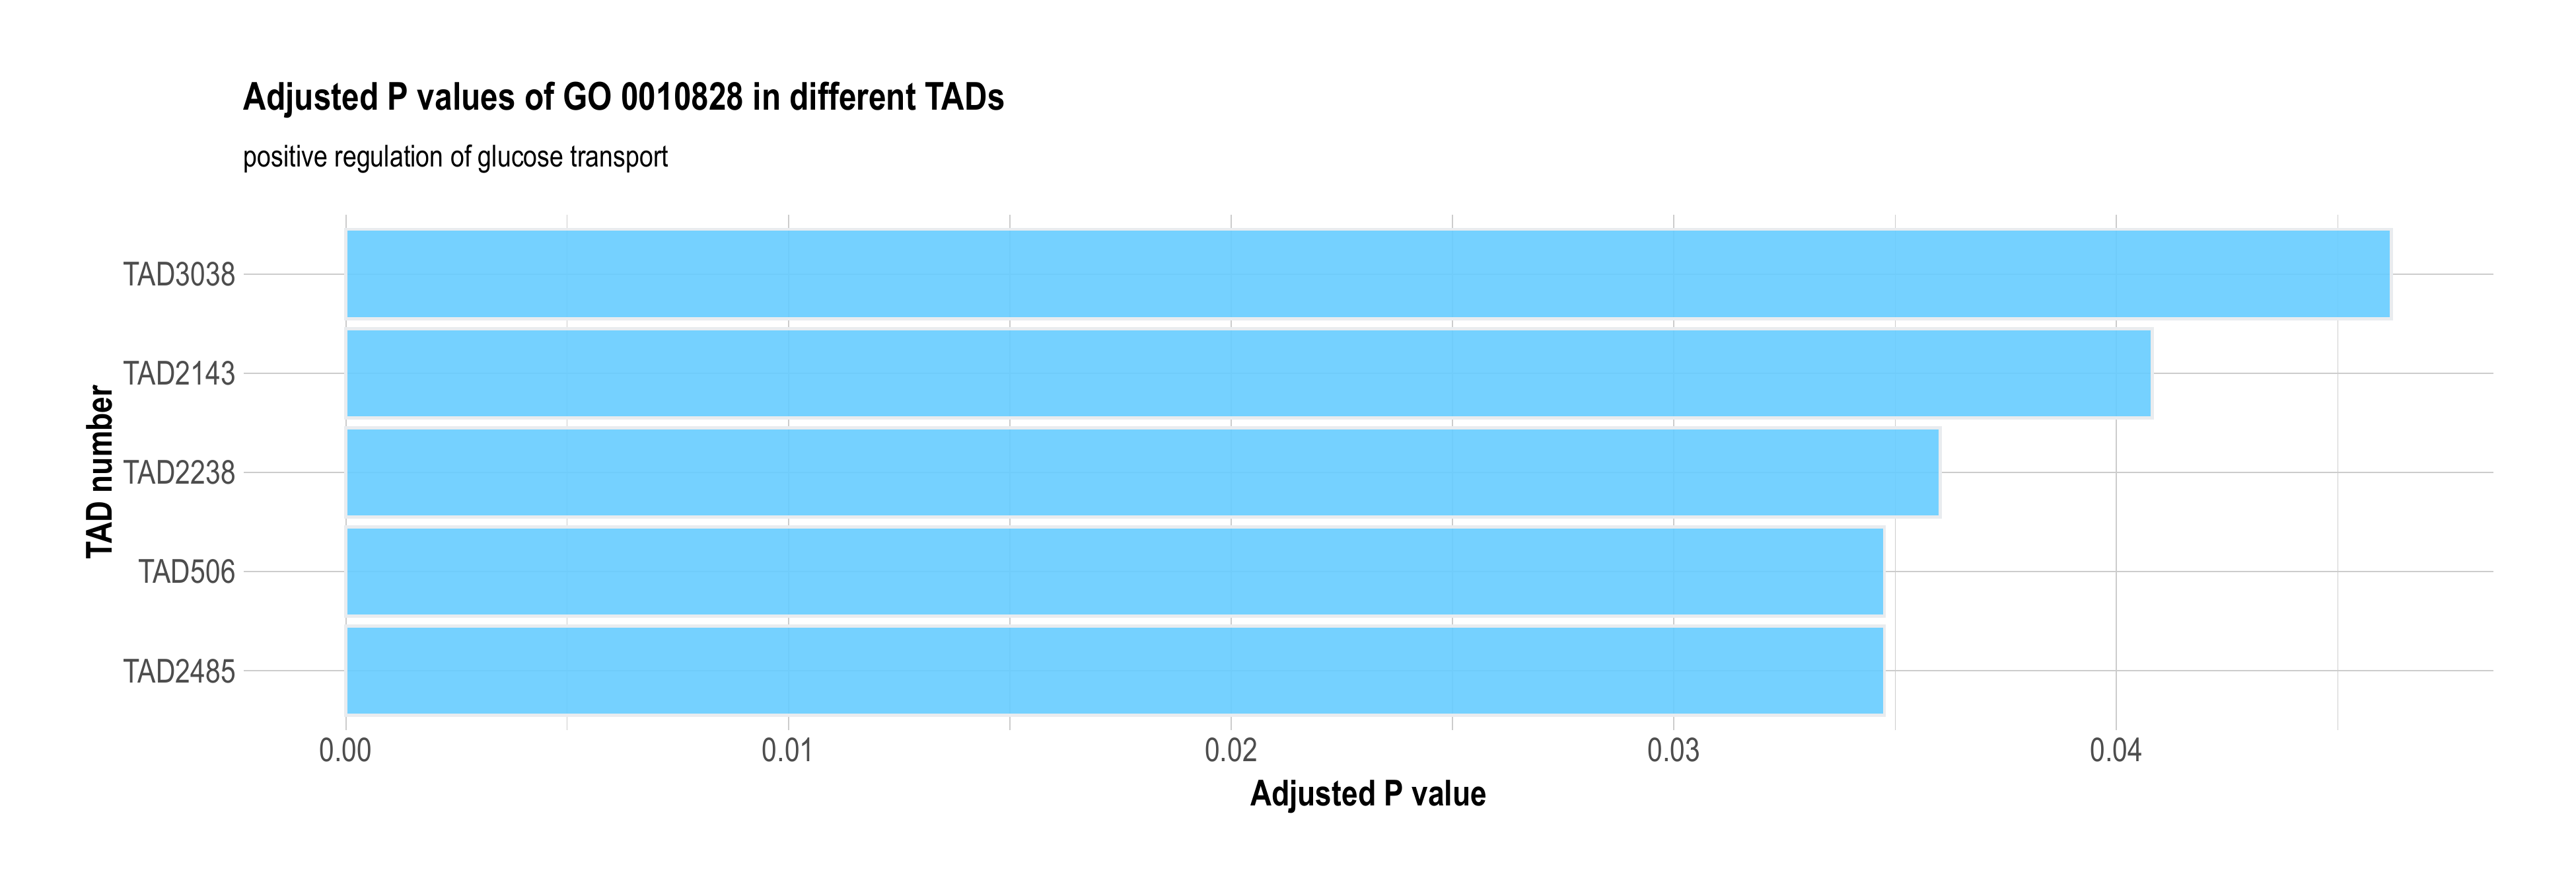 Adjusted P values of GO 0010828 in different TADs
positive regulation of glucose transport
TAD number
TAD3038
TAD2143
TAD2238
TAD506
TAD2485
0.00 0.01 0.02 0.03 0.04
Adjusted P value